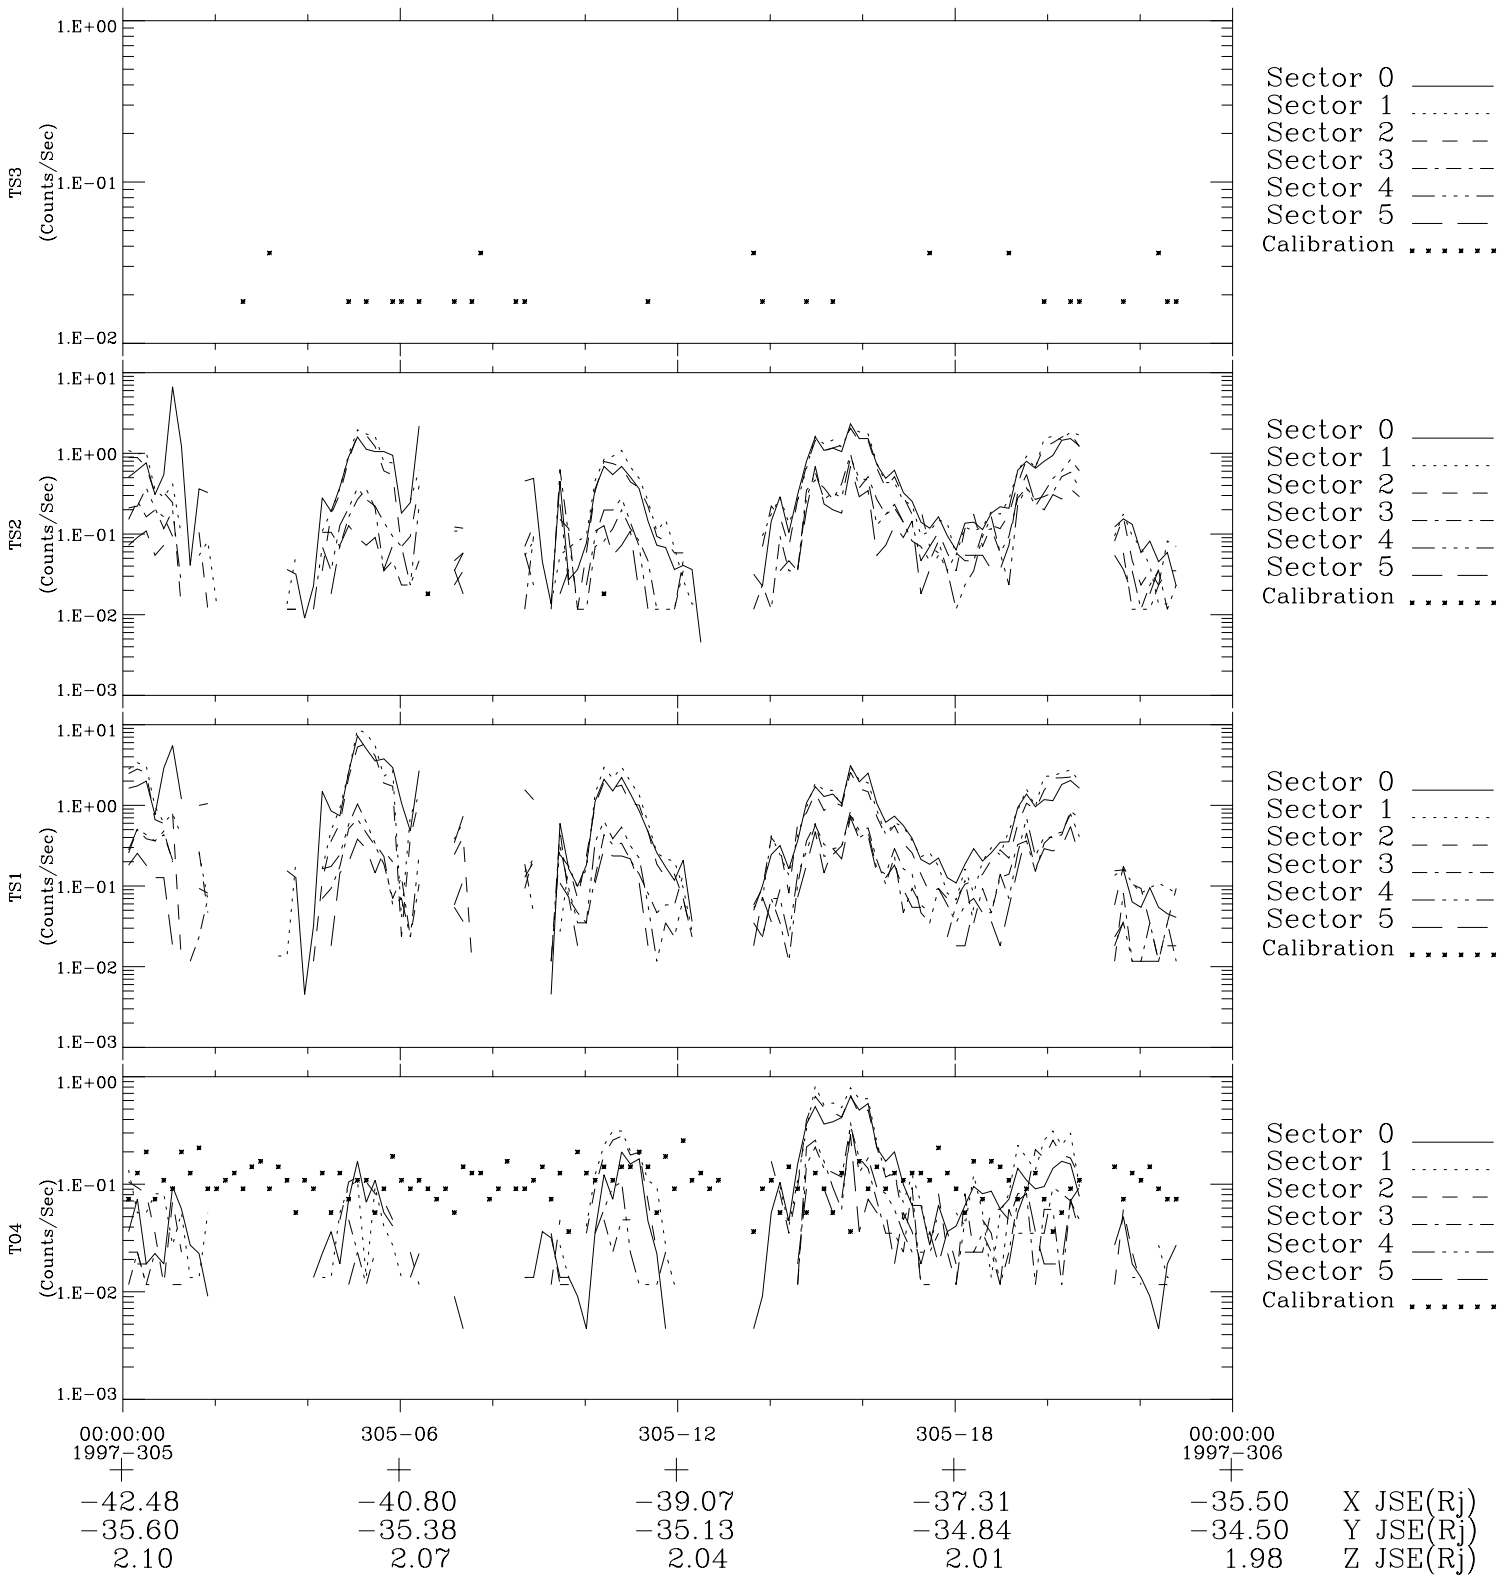 1.E+00
1.E-01
1.E-02
TS3
(Counts/Sec)
Sector 0
Sector 1
Sector 2
Sector 3
Sector 4
Sector 5
Calibration
1.E+01
1.E+00
1.E-01
1.E-02
1.E-03
TS2
(Counts/Sec)
Sector 0
Sector 1
Sector 2
Sector 3
Sector 4
Sector 5
Calibration
1.E+01
1.E+00
1.E-01
1.E-02
1.E-03
TS1
(Counts/Sec)
Sector 0
Sector 1
Sector 2
Sector 3
Sector 4
Sector 5
Calibration
1.E+00
1.E-01
1.E-02
1.E-03
TO4
(Counts/Sec)
Sector 0
Sector 1
Sector 2
Sector 3
Sector 4
Sector 5
Calibration
00:00:00 305-06 305-12 305-18 00:00:00
1997-305 1997-306
-42.48 -40.80 -39.07 -37.31 -35.50 X JSE(Rj)
-35.60 -35.38 -35.13 -34.84 -34.50 Y JSE(Rj)
2.10 2.07 2.04 2.01 1.98 Z JSE(Rj)